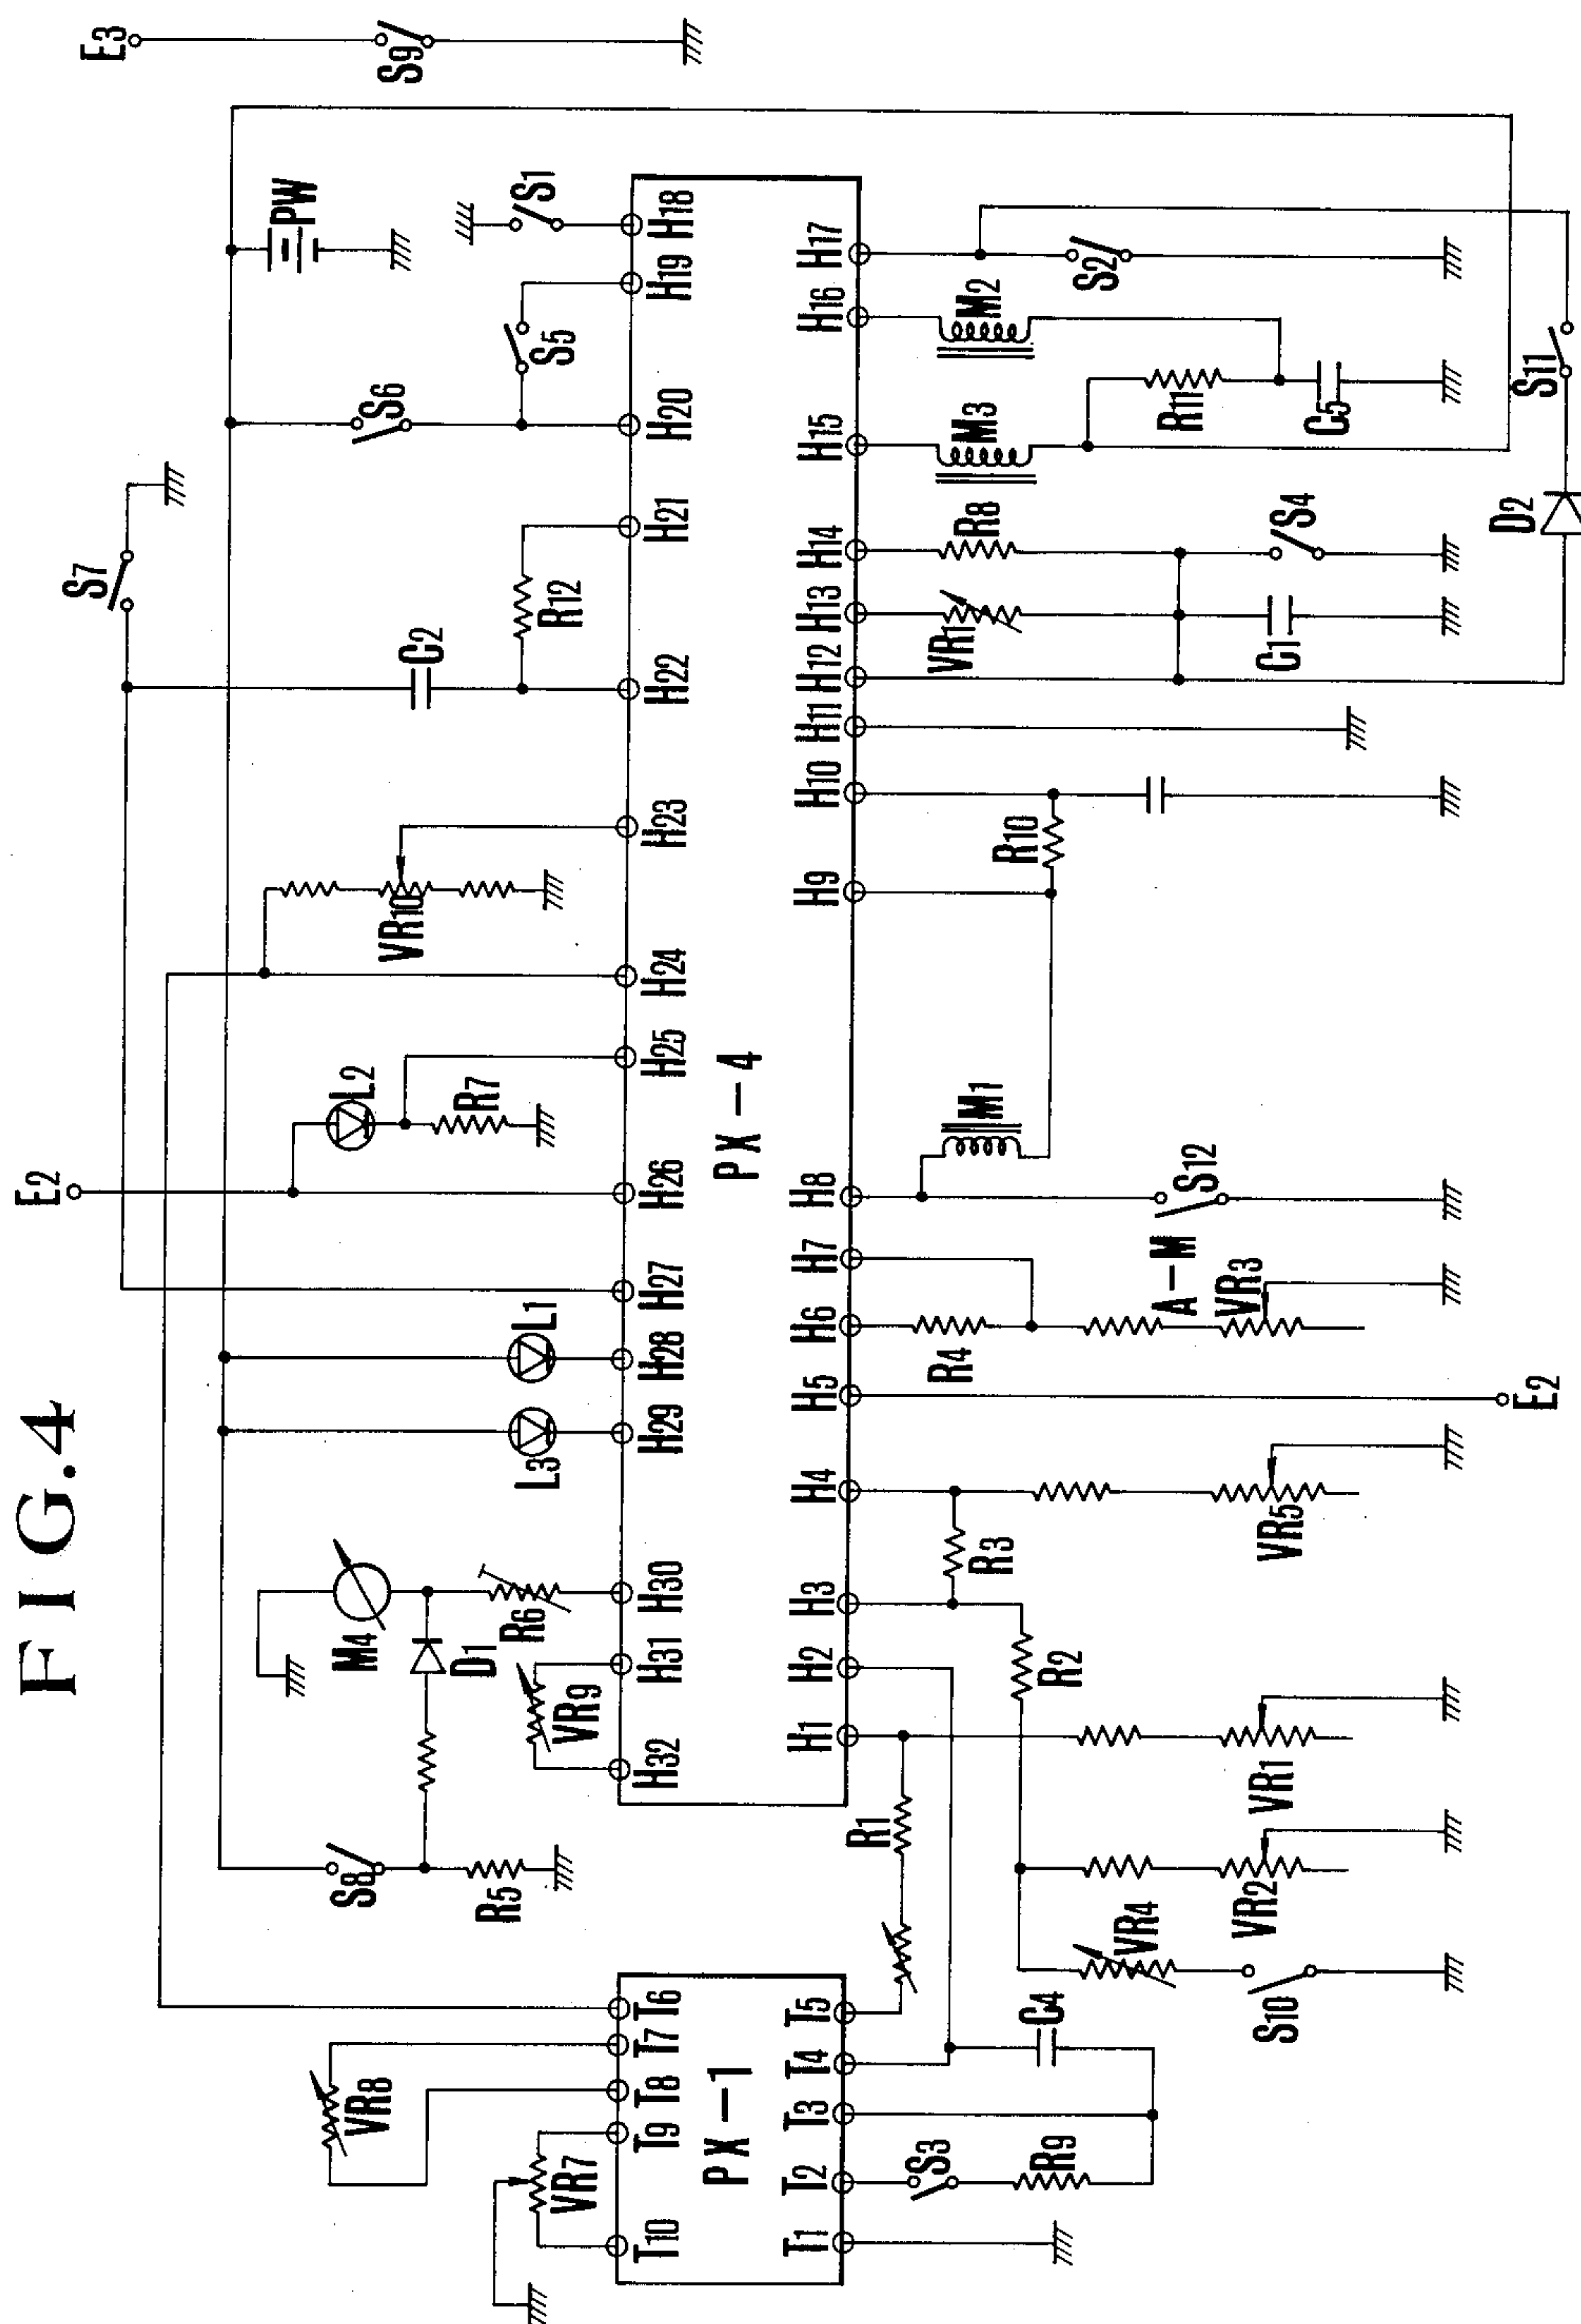 FIG.4
E2
E3
S7
S9
PW
S6
S5
S1
C2
R12
VR10
L2
R7
L1
L3
M4
D1
R6
VR9
S8
R5
VR8
VR7
T10
T9
T8
T7
T6
PX-1
T1
T2
T3
T4
T5
H32
H31
H30
H29
H28
H27
H26
H25
H24
H23
H22
H21
H20
H19
H18
PX-4
H1
H2
H3
H4
H5
H6
H7
H8
H9
H10
H11
H12
H13
H14
H15
H16
H17
S3
R9
C4
R1
R2
R3
R4
M1
R10
VR1
R8
M3
M2
S2
R11
C5
C1
S4
S12
A-M
VR3
VR5
VR1
VR2
VR4
S10
E2
D2
S11